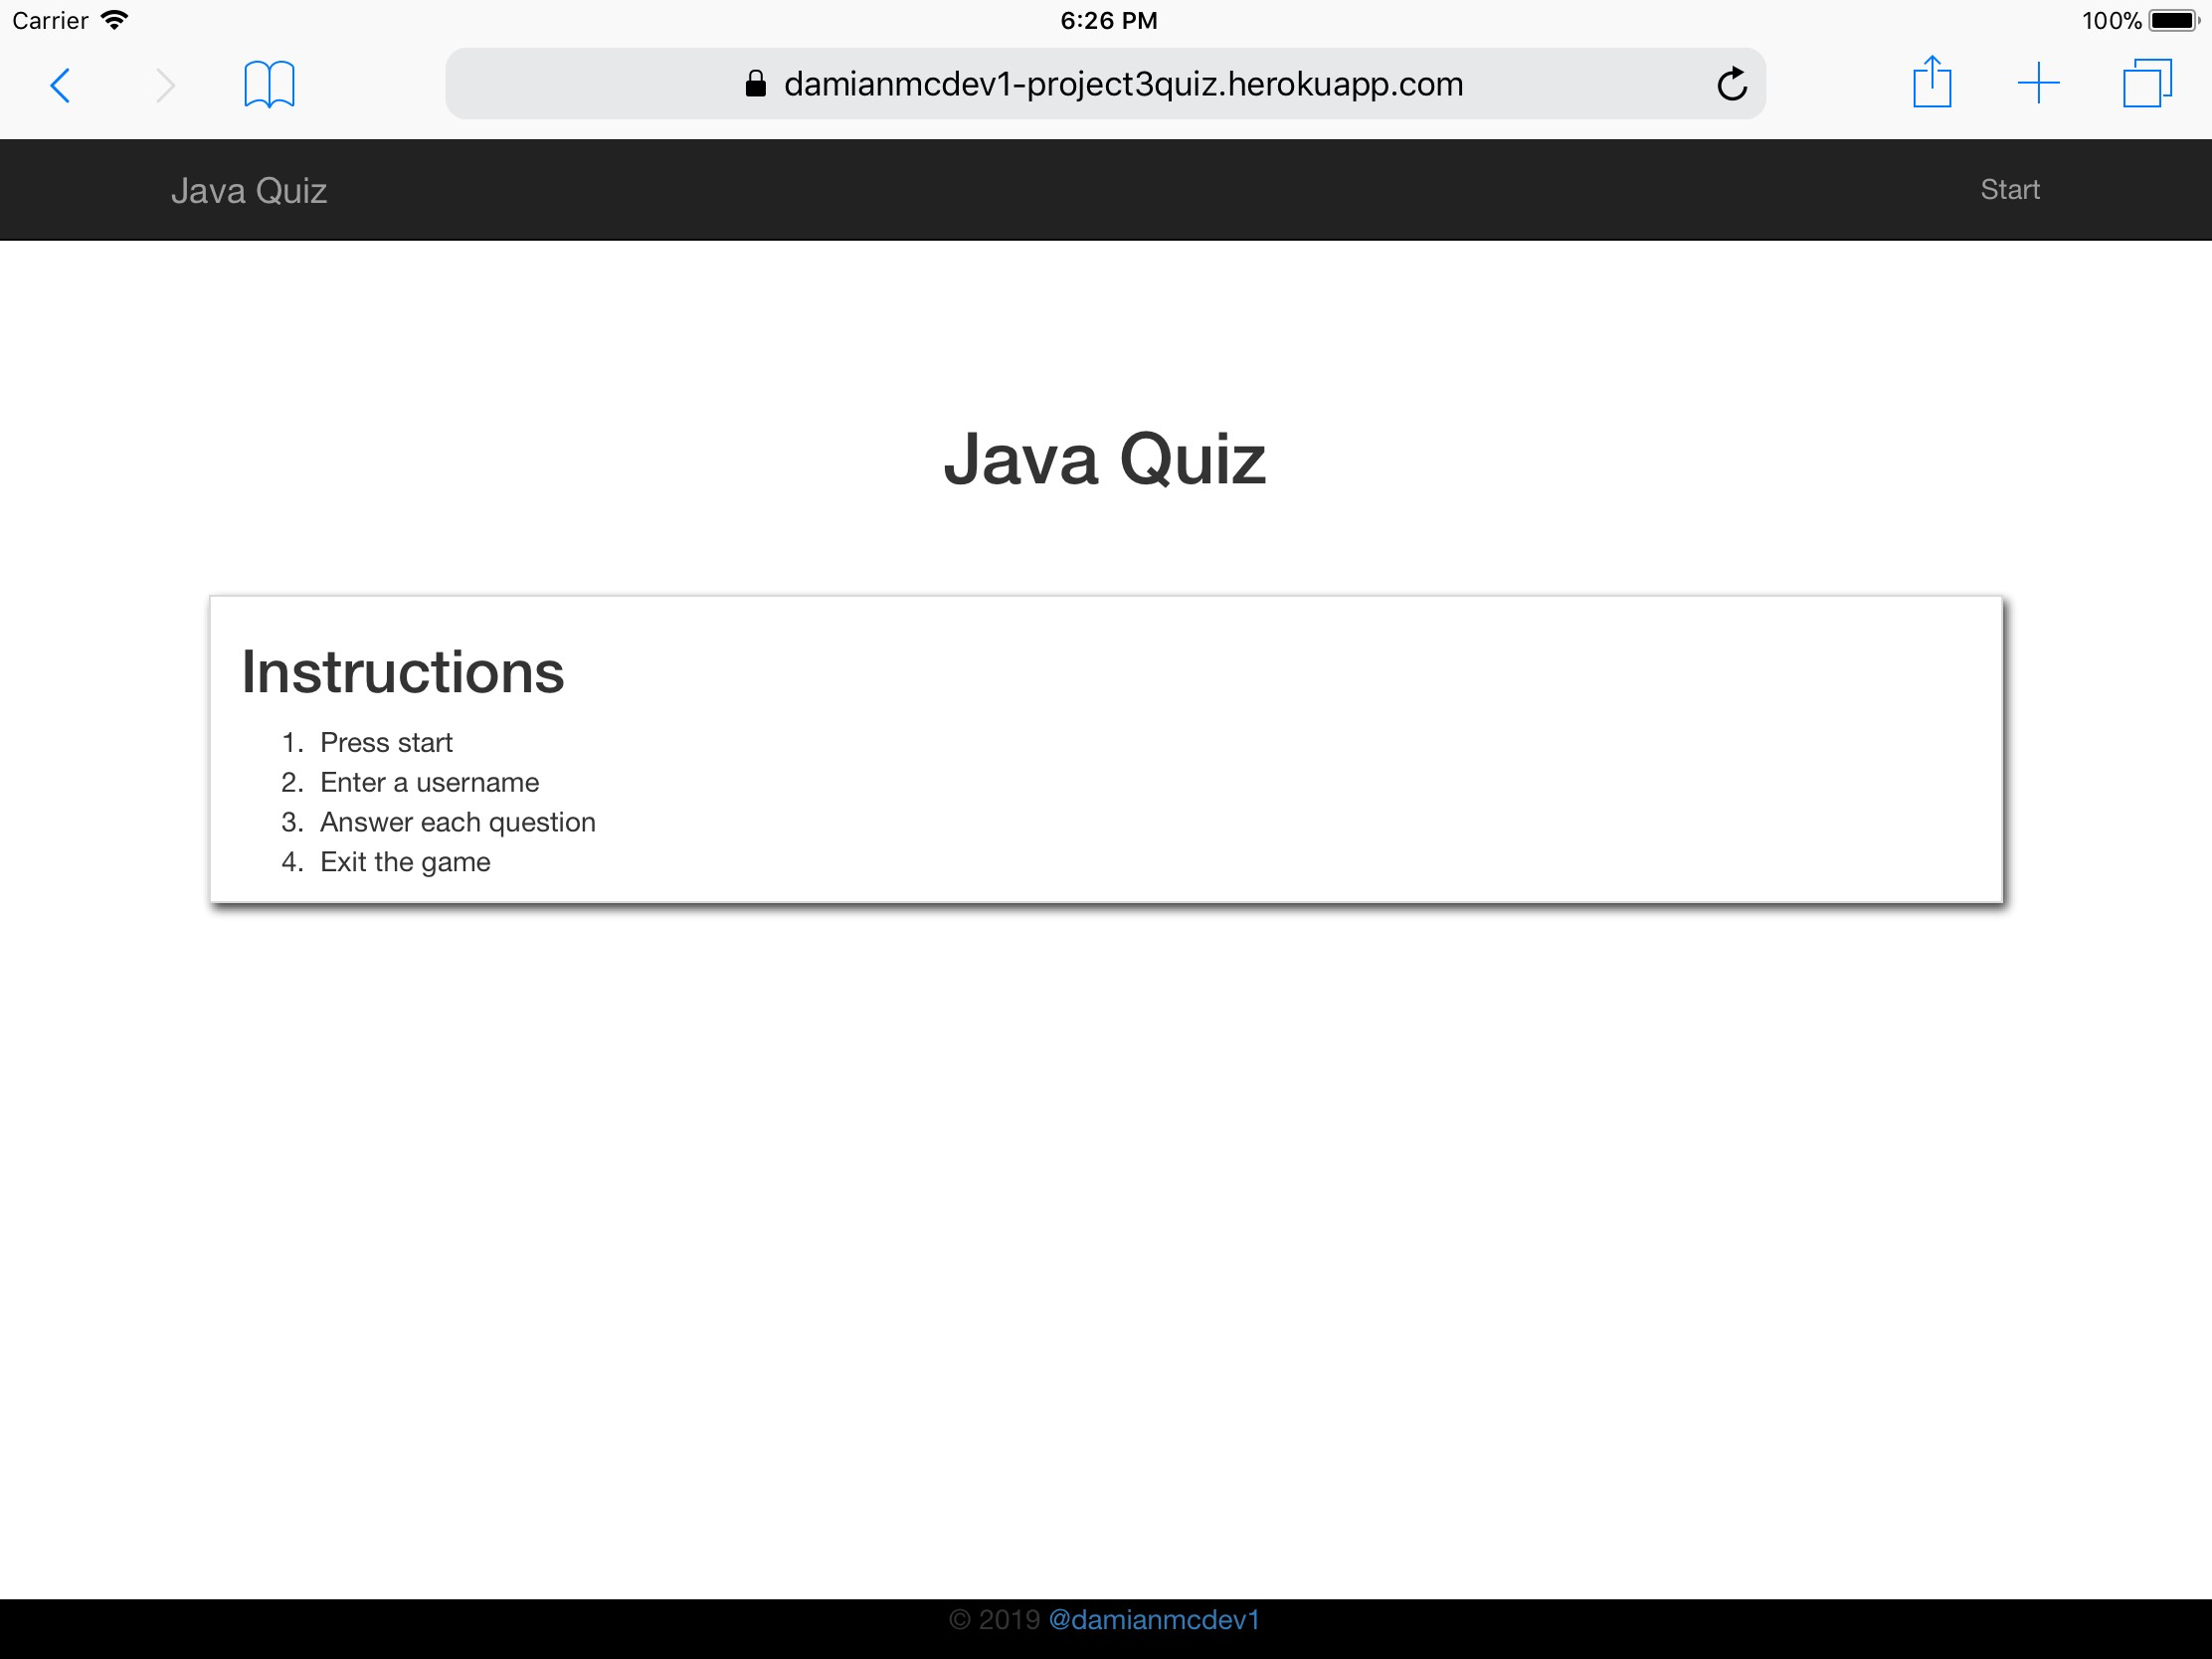 Carrier 6:26 PM 100%
damianmcdev1-project3quiz.herokuapp.com
Java Quiz Start
Java Quiz
Instructions
1. Press start
2. Enter a username
3. Answer each question
4. Exit the game
© 2019 @damianmcdev1